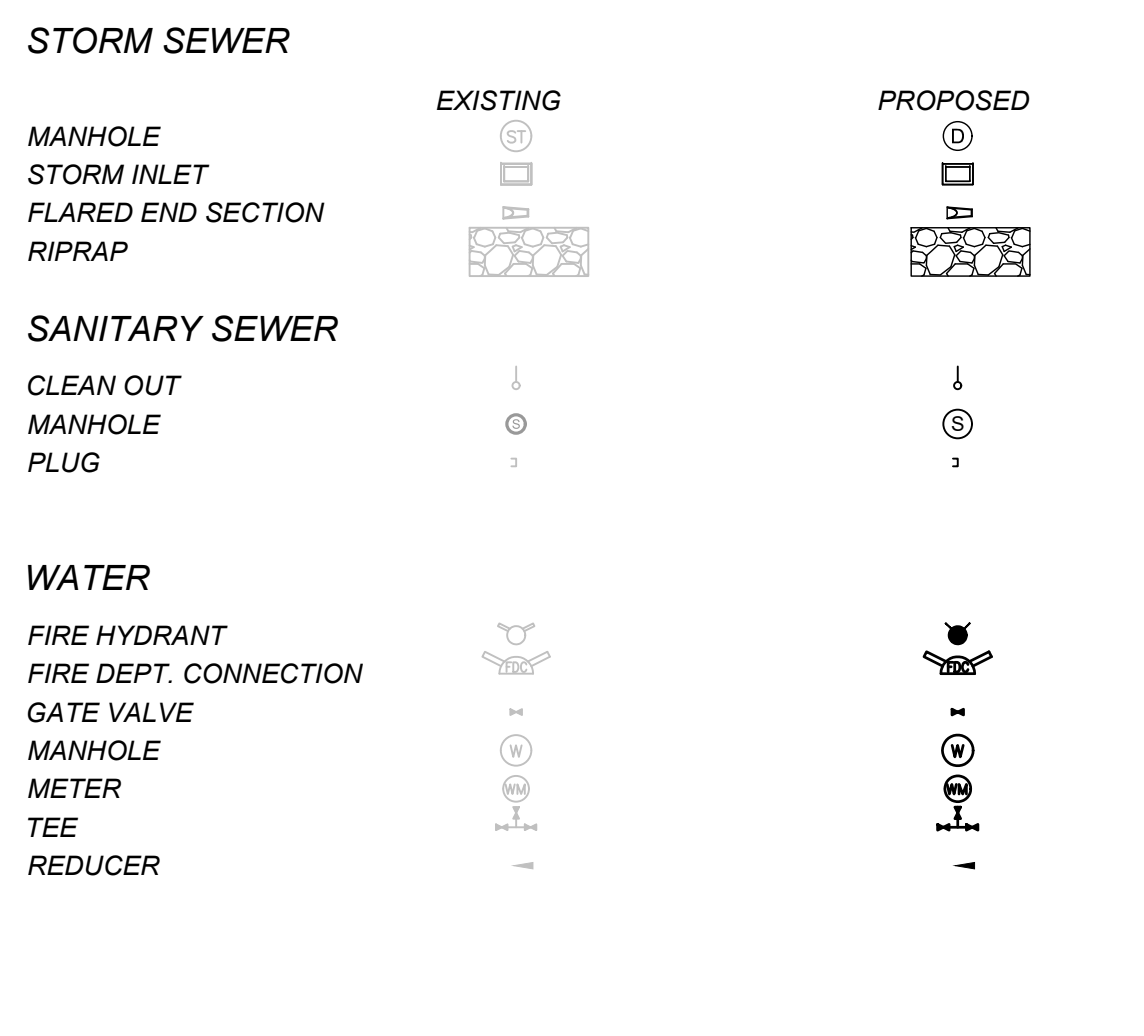 STORM SEWER
EXISTING PROPOSED
MANHOLE ST D
STORM INLET
FLARED END SECTION
RIPRAP
SANITARY SEWER
CLEAN OUT
MANHOLE S S
PLUG
WATER
FIRE HYDRANT
FIRE DEPT. CONNECTION FDC FDC
GATE VALVE
MANHOLE W W
METER WM WM
TEE
REDUCER